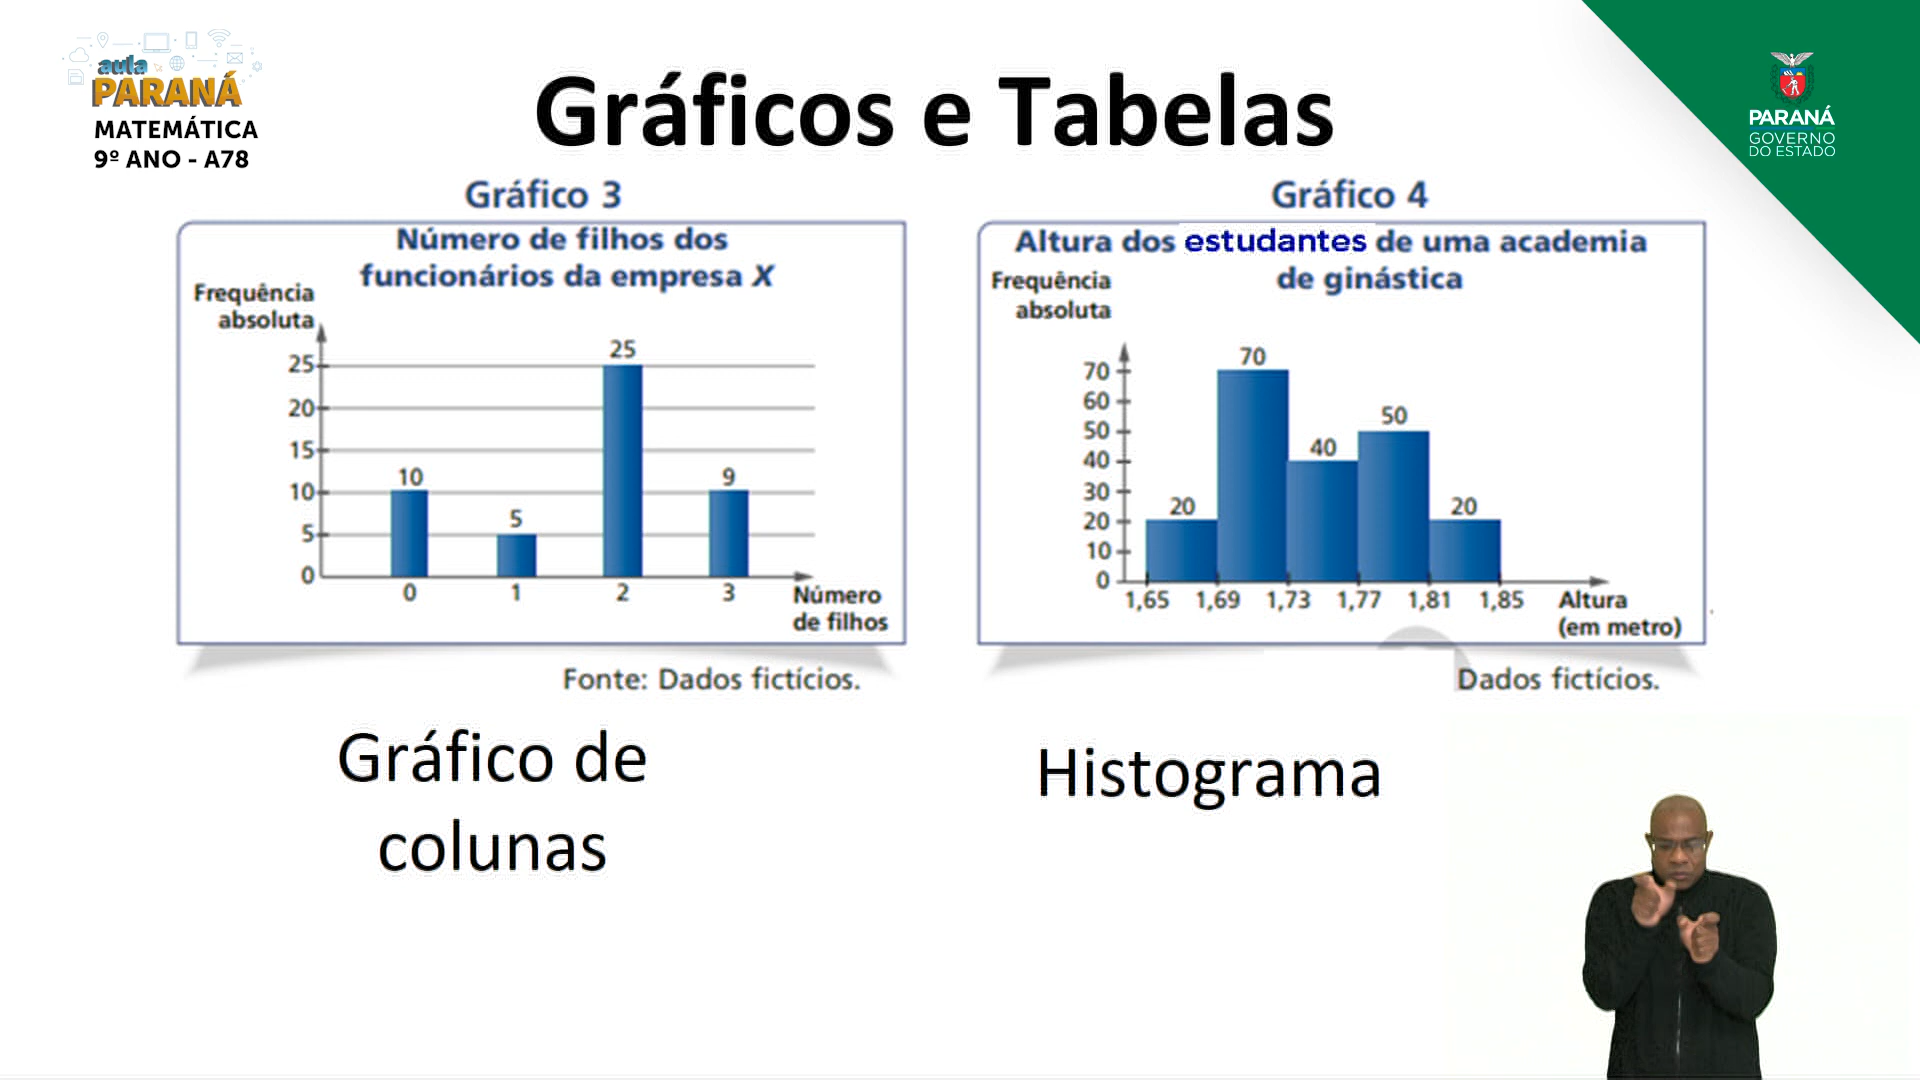 aula
PARANÁ
MATEMÁTICA
9º ANO - A78
Gráficos e Tabelas
PARANÁ
GOVERNO
DO ESTADO
Gráfico 3
Número de filhos dos
funcionários da empresa X
Frequência
absoluta
25
20
15
10
5
0
10
5
25
9
0 1 2 3
Número
de filhos
Fonte: Dados fictícios.
Gráfico de
colunas
Gráfico 4
Altura dos estudantes de uma academia
de ginástica
Frequência
absoluta
70
60
50
40
30
20
10
0
20
70
40
50
20
1,65 1,69 1,73 1,77 1,81 1,85
Altura
(em metro)
Dados fictícios.
Histograma